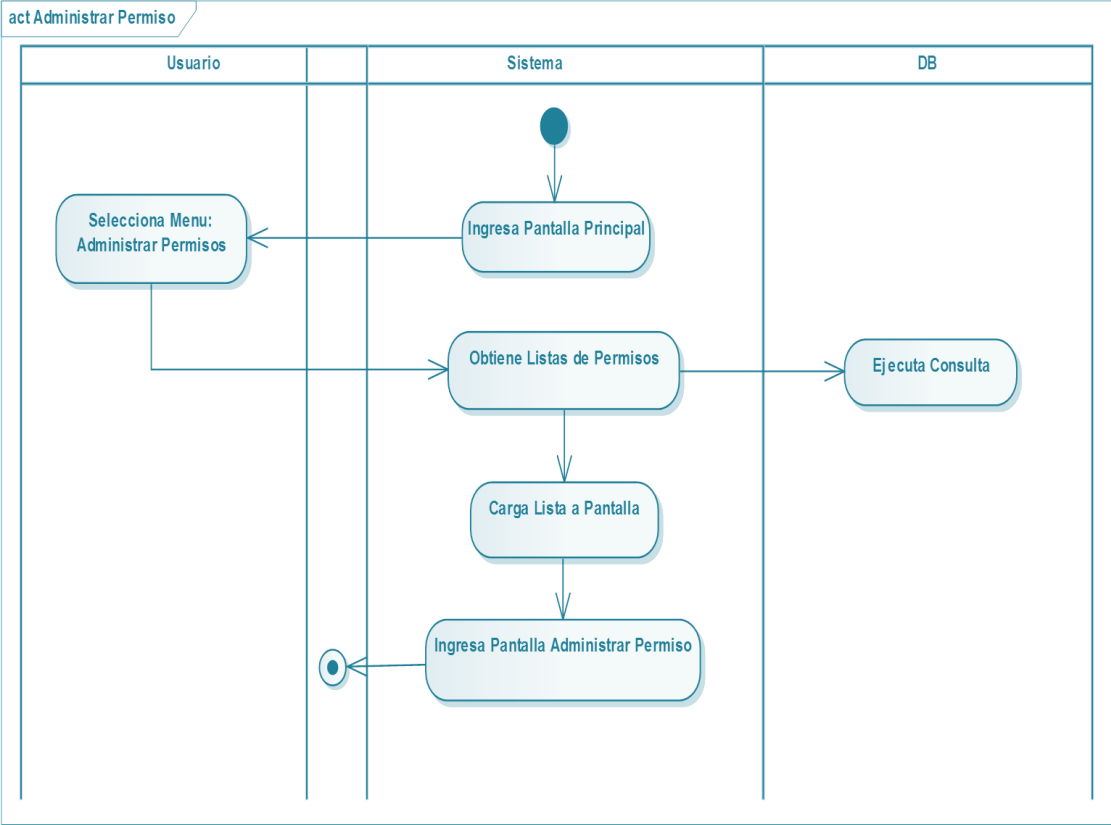 act Administrar Permiso
Usuario
Sistema
DB
Selecciona Menu:
Administrar Permisos
Ingresa Pantalla Principal
Obtiene Listas de Permisos
Ejecuta Consulta
Carga Lista a Pantalla
Ingresa Pantalla Administrar Permiso